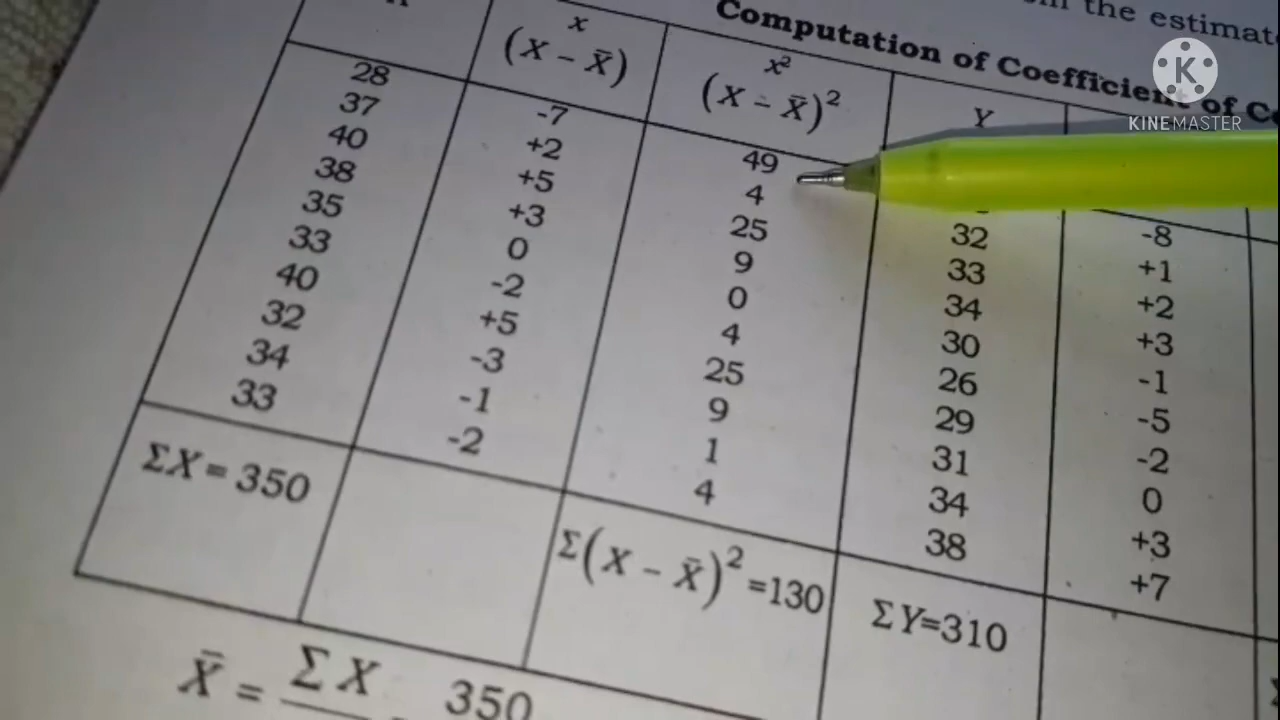 the
Computation of Coefficient of
KINEMASTER
x x² Y
(X - X̄) (X - X̄)²
28 -7 49 -8
37 +2 4 32 +1
40 +5 25 33 +2
38 +3 9 34 +3
35 0 0 30 -1
33 -2 4 26 -5
40 +5 25 29 -2
32 -3 9 31 0
34 -1 1 34 +3
33 -2 4 38 +7
ΣX = 350 Σ(X - X̄)² =130 ΣY=310
X̄ = ΣX 350